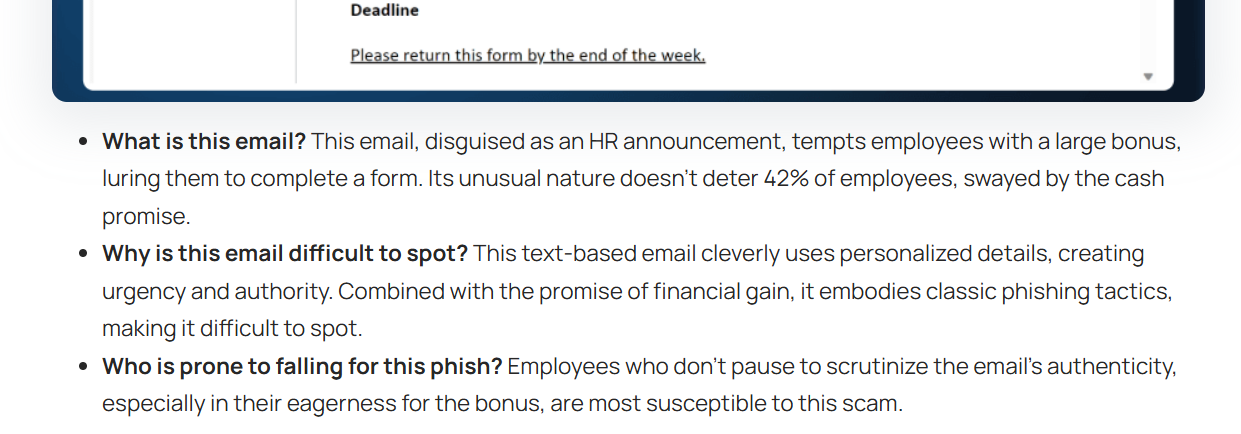 Deadline
Please return this form by the end of the week.
What is this email? This email, disguised as an HR announcement, tempts employees with a large bonus,
luring them to complete a form. Its unusual nature doesn't deter 42% of employees, swayed by the cash
promise.
Why is this email difficult to spot? This text-based email cleverly uses personalized details, creating
urgency and authority. Combined with the promise of financial gain, it embodies classic phishing tactics,
making it difficult to spot.
Who is prone to falling for this phish? Employees who don't pause to scrutinize the email's authenticity,
especially in their eagerness for the bonus, are most susceptible to this scam.